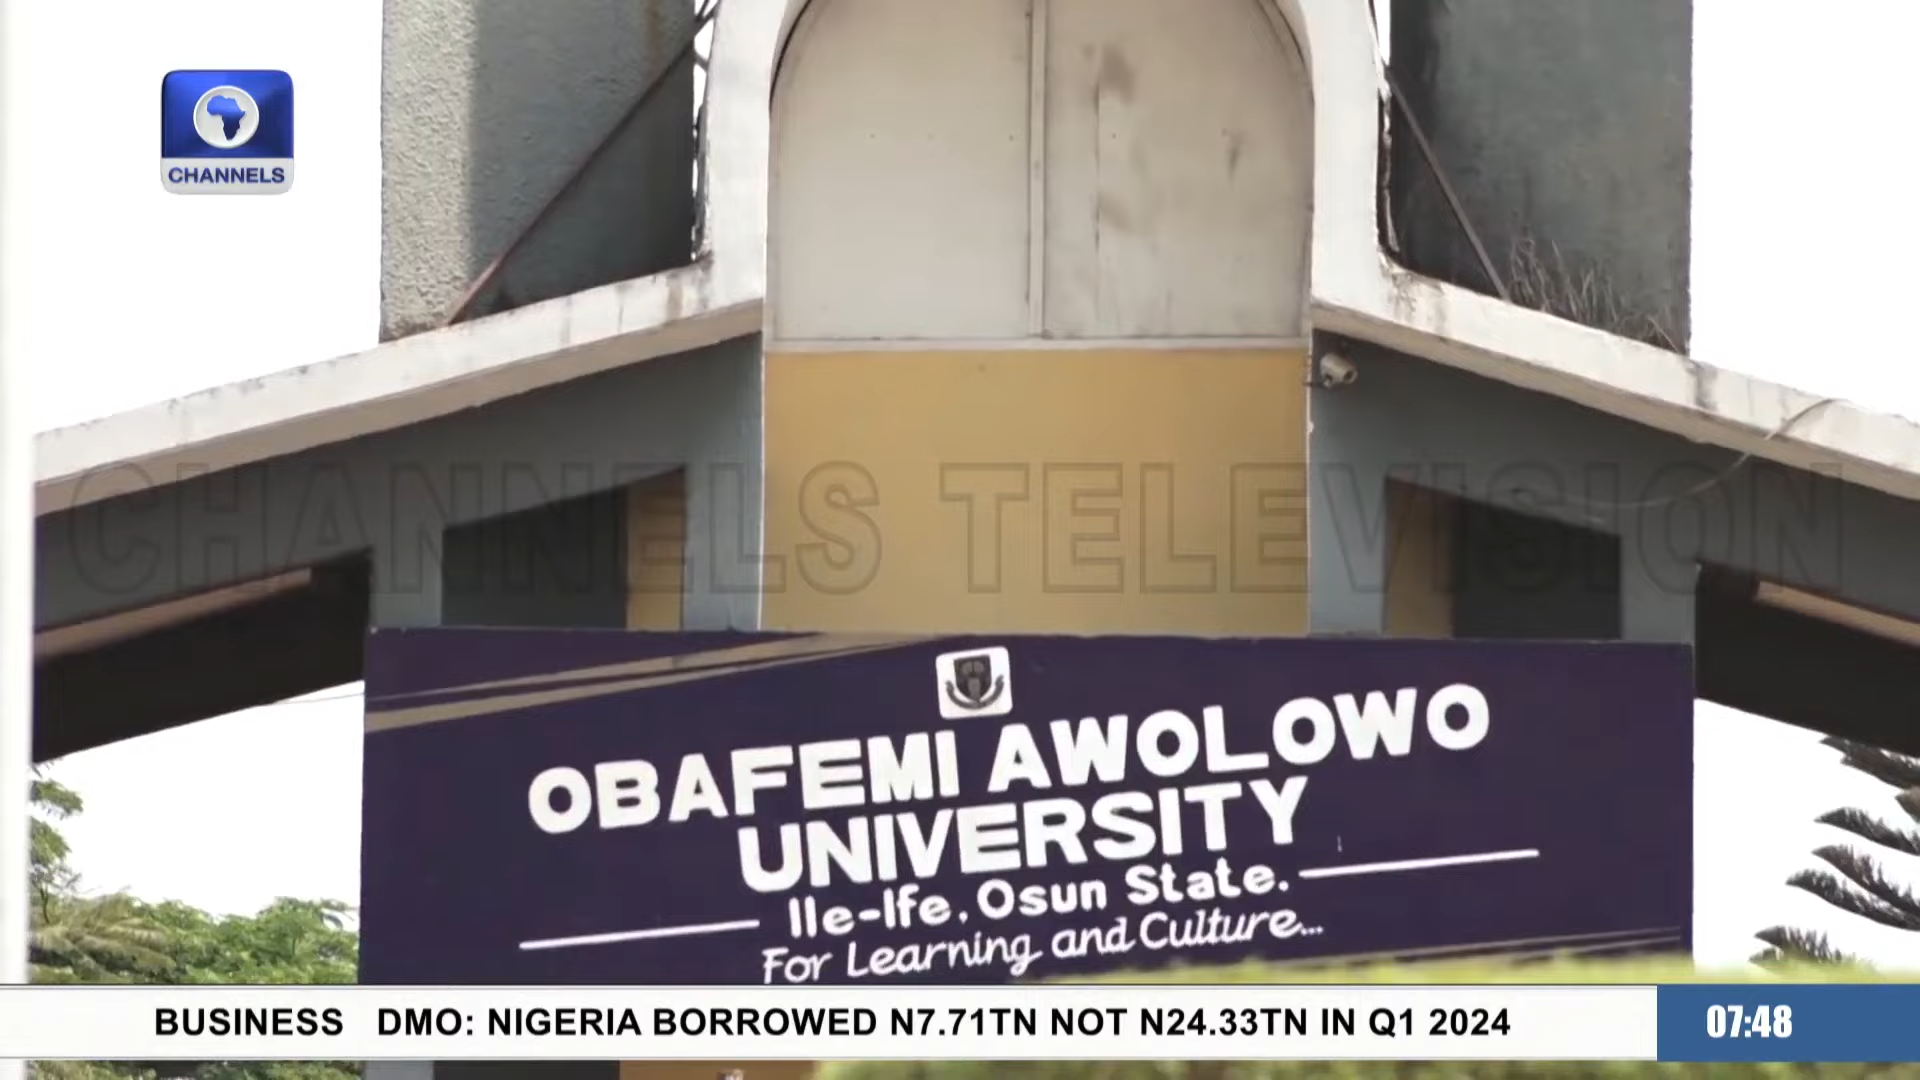 CHANNELS
CHANNELS TELEVISION
OBAFEMI AWOLOWO
UNIVERSITY
Ile-Ife, Osun State.
For Learning and Culture...
BUSINESS DMO: NIGERIA BORROWED N7.71TN NOT N24.33TN IN Q1 2024
07:48